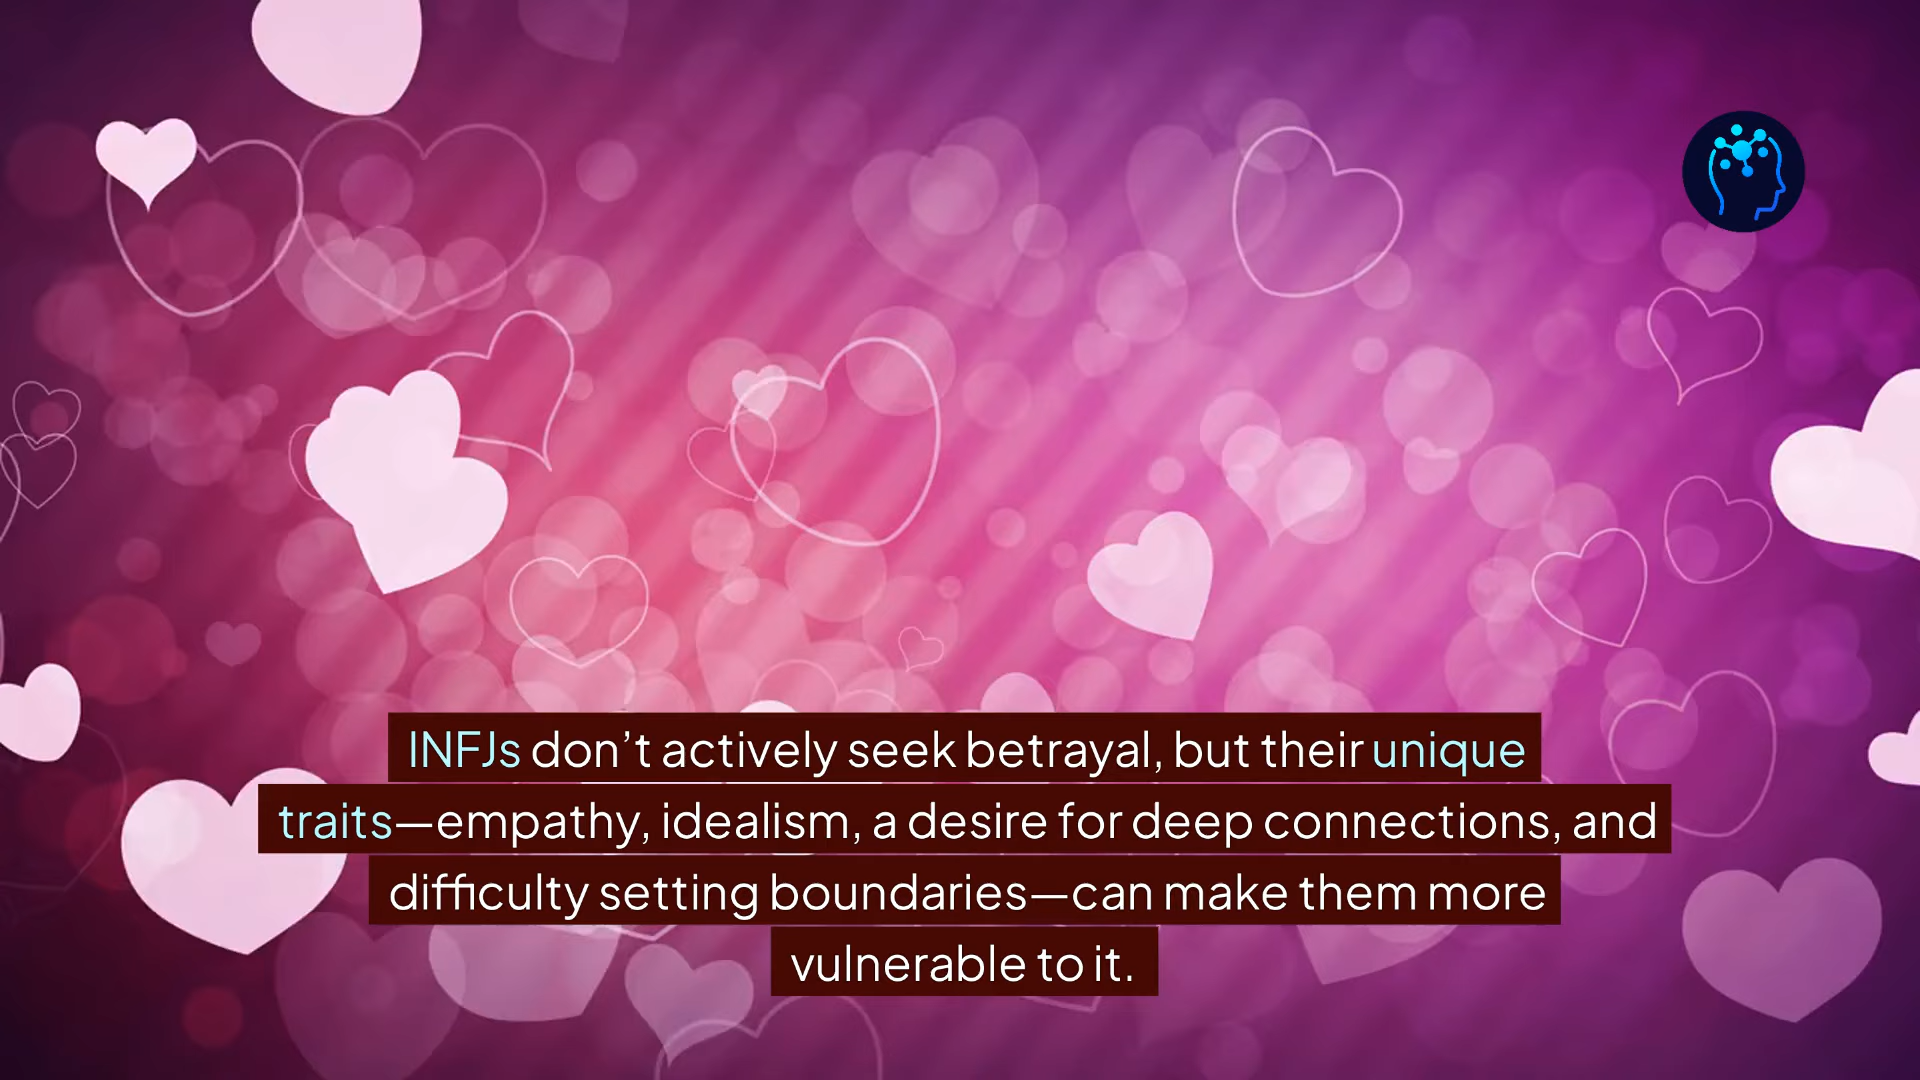 INFJs don’t actively seek betrayal, but their unique
traits—empathy, idealism, a desire for deep connections, and
difficulty setting boundaries—can make them more
vulnerable to it.